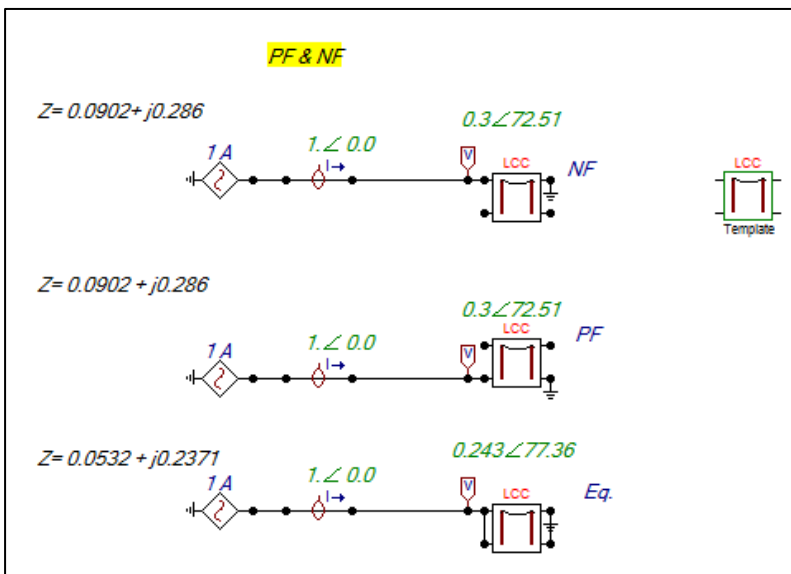 PF & NF
Z= 0.0902+ j0.286
1 A
1.∠ 0.0
I→
0.3∠72.51
V
LCC
NF
LCC
Template
Z= 0.0902 + j0.286
1 A
1.∠ 0.0
I→
0.3∠72.51
V
LCC
PF
Z= 0.0532 + j0.2371
1 A
1.∠ 0.0
I→
0.243∠77.36
V
LCC
Eq.